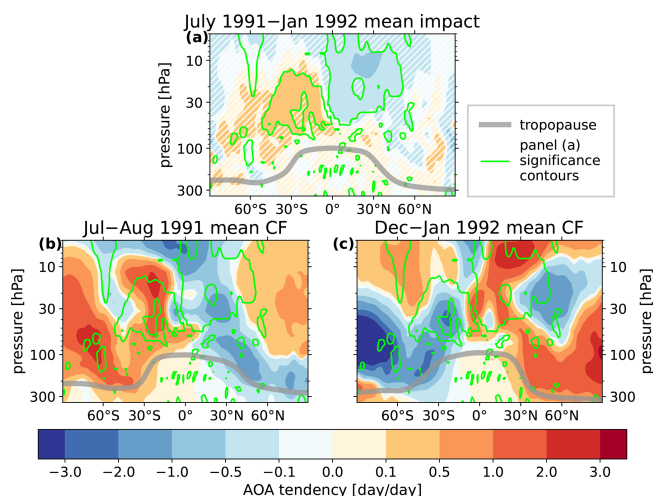 July 1991−Jan 1992 mean impact
(a)
pressure [hPa]
10
30
100
300
60°S 30°S 0° 30°N 60°N
tropopause
panel (a)
significance
contours
Jul−Aug 1991 mean CF
(b)
pressure [hPa]
10
30
100
300
60°S 30°S 0° 30°N 60°N
Dec−Jan 1992 mean CF
(c)
10
30
100
300
pressure [hPa]
60°S 30°S 0° 30°N 60°N
−3.0 −2.0 −1.0 −0.5 −0.1 0.0 0.1 0.5 1.0 2.0 3.0
AOA tendency [day/day]